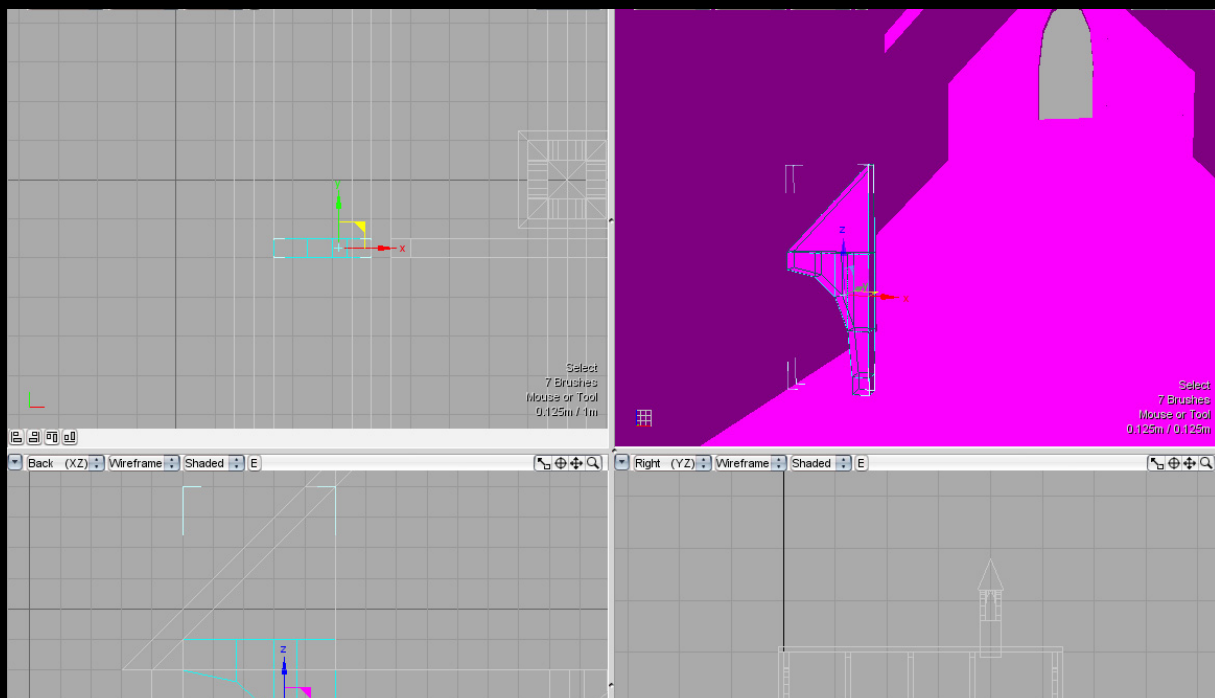 Y
x
Select
7 Brushes
Mouse or Tool
0.125m / 1m
z
y
x
Select
7 Brushes
Mouse or Tool
0.125m / 0.125m
Back (XZ) Wireframe Shaded E
Right (YZ) Wireframe Shaded E
z